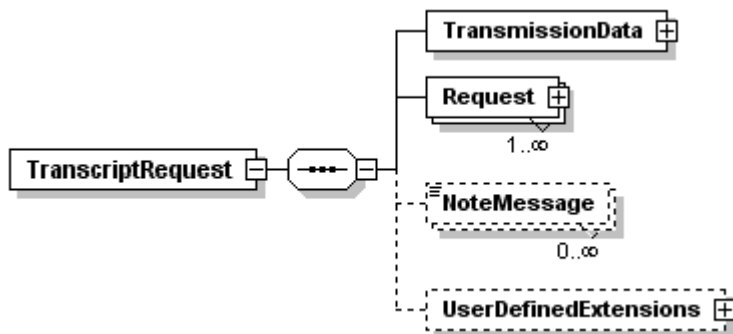 TransmissionData
Request
1..∞
TranscriptRequest
NoteMessage
0..∞
UserDefinedExtensions